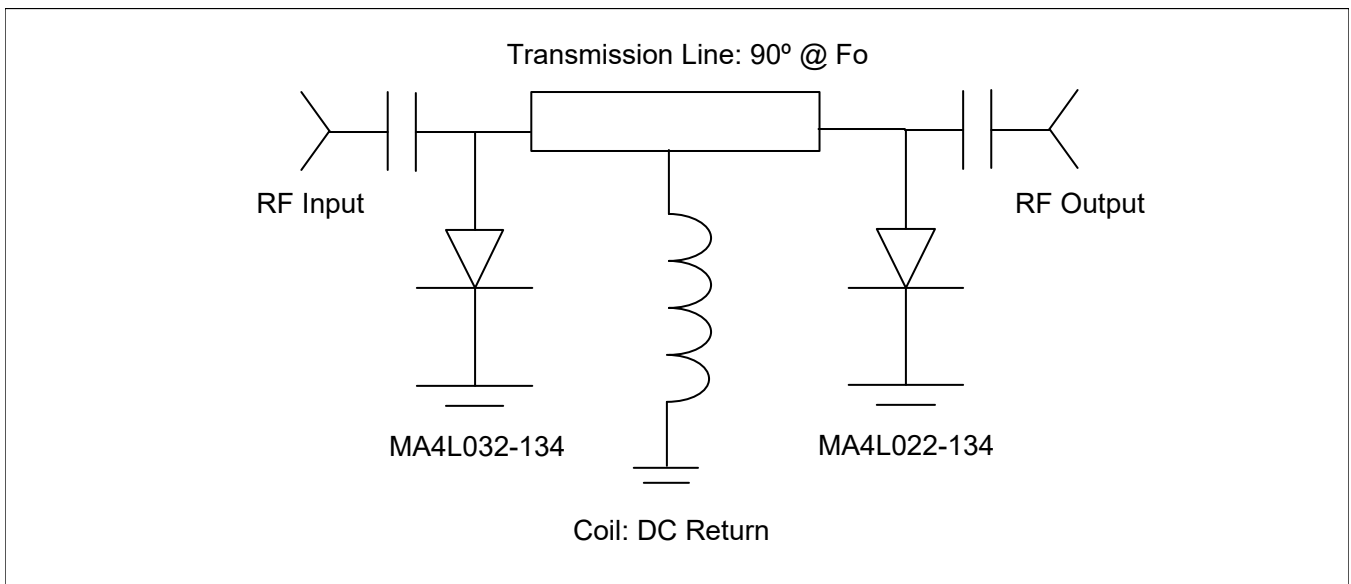 Transmission Line: 90º @ Fo
RF Input
RF Output
MA4L032-134
MA4L022-134
Coil: DC Return